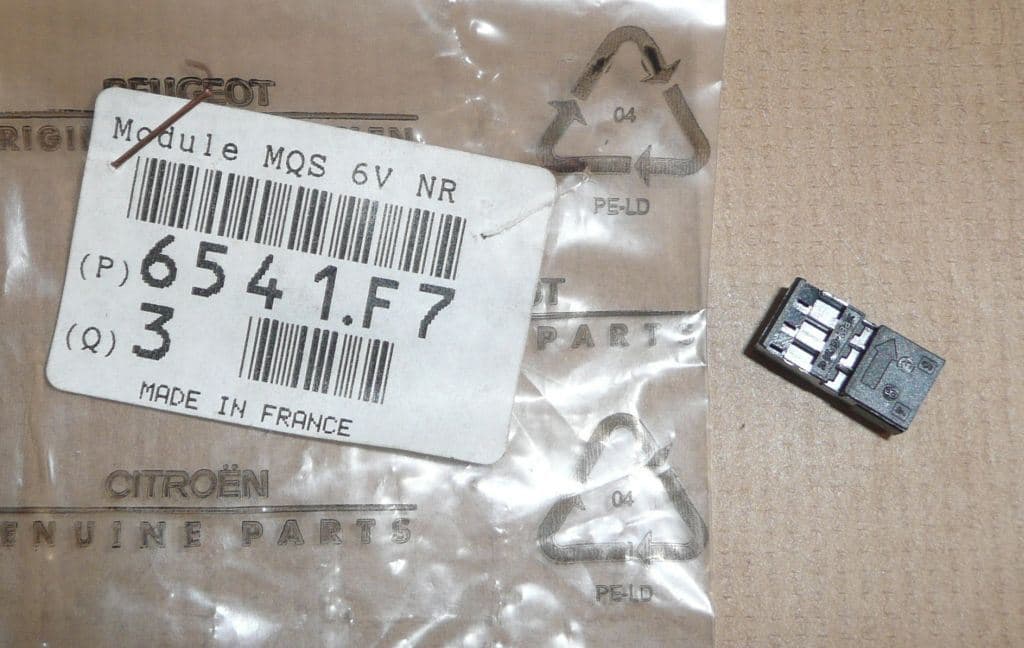 PEUGEOT
Module MQS 6V NR
(P) 6541.F7
(Q) 3
MADE IN FRANCE
04
PE-LD
PARTS
CITROËN
ENUINE PARTS
04
PE-LD